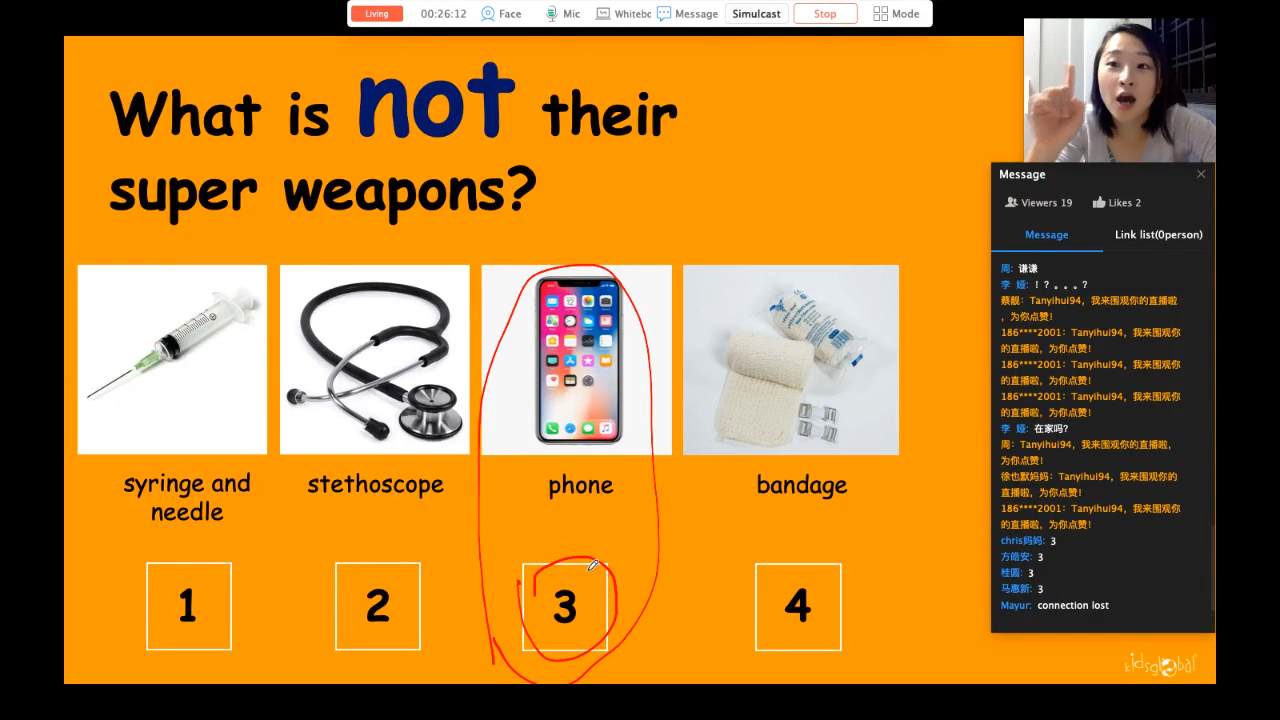 Living
00:26:12
Face
Mic
Whitebc
Message
Simulcast
Stop
Mode
What is not their
super weapons?
syringe and
needle
stethoscope
phone
bandage
1
2
3
4
Message
Viewers 19
Likes 2
Message
Link list(0person)
周: 谦谦
李 娅: ！？。。。？
蔡靓: Tanyihui94，我来围观你的直播啦
，为你点赞！
186****2001: Tanyihui94，我来围观你
的直播啦，为你点赞！
186****2001: Tanyihui94，我来围观你
的直播啦，为你点赞！
186****2001: Tanyihui94，我来围观你
的直播啦，为你点赞！
李 娅: 在家吗?
周: Tanyihui94，我来围观你的直播啦，
为你点赞！
徐也默妈妈: Tanyihui94，我来围观你的
直播啦，为你点赞！
186****2001: Tanyihui94，我来围观你
的直播啦，为你点赞！
chris妈妈: 3
方皓安: 3
桂圆: 3
马惠新: 3
Mayur: connection lost
kidsglobal